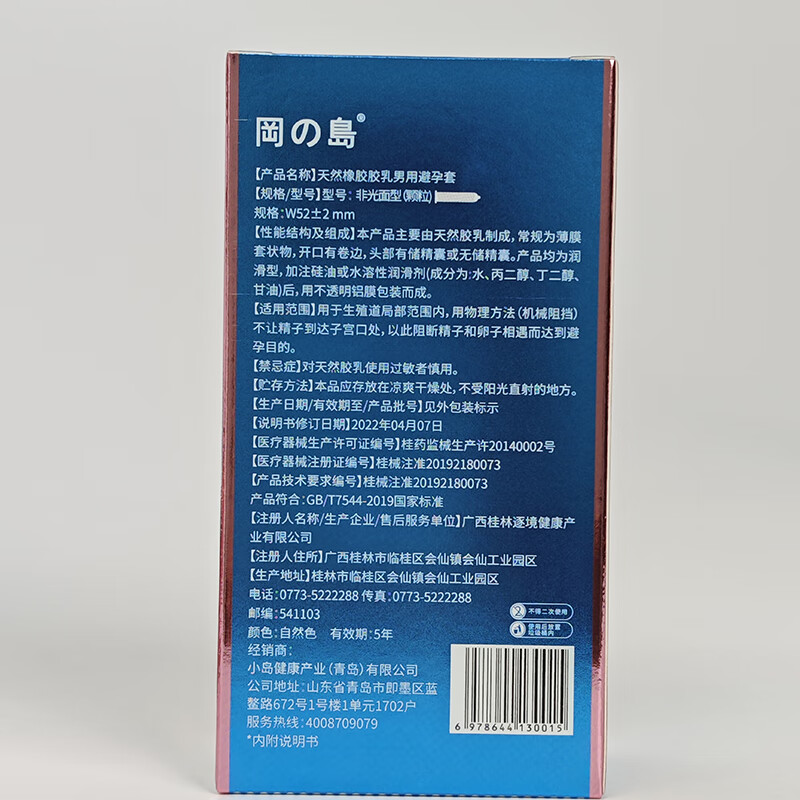 岡の島®
【产品名称】天然橡胶胶乳男用避孕套
【规格/型号】型号：非光面型(颗粒)
规格：W52±2 mm
【性能结构及组成】本产品主要由天然胶乳制成，常规为薄膜
套状物，开口有卷边，头部有储精囊或无储精囊。产品均为润
滑型，加注硅油或水溶性润滑剂(成分为:水、丙二醇、丁二醇、
甘油)后，用不透明铝膜包装而成。
【适用范围】用于生殖道局部范围内，用物理方法（机械阻挡）
不让精子到达子宫口处，以此阻断精子和卵子相遇而达到避
孕目的。
【禁忌症】对天然胶乳使用过敏者慎用。
【贮存方法】本品应存放在凉爽干燥处，不受阳光直射的地方。
【生产日期/有效期至/产品批号】见外包装标示
【说明书修订日期】2022年04月07日
【医疗器械生产许可证编号】桂药监械生产许20140002号
【医疗器械注册证编号】桂械注准20192180073
【产品技术要求编号】桂械注准20192180073
产品符合：GB/T7544-2019国家标准
【注册人名称/生产企业/售后服务单位】广西桂林逐境健康产
业有限公司
【注册人住所】广西桂林市临桂区会仙镇会仙工业园区
【生产地址】桂林市临桂区会仙镇会仙工业园区
电话：0773-5222288 传真：0773-5222288
邮编：541103
颜色：自然色 有效期：5年
经销商：
小岛健康产业（青岛）有限公司
公司地址：山东省青岛市即墨区蓝
鳌路672号1号楼1单元1702户
服务热线：4008709079
*内附说明书
2 不得二次使用
使用后放置
垃圾桶内
6 978644 130015